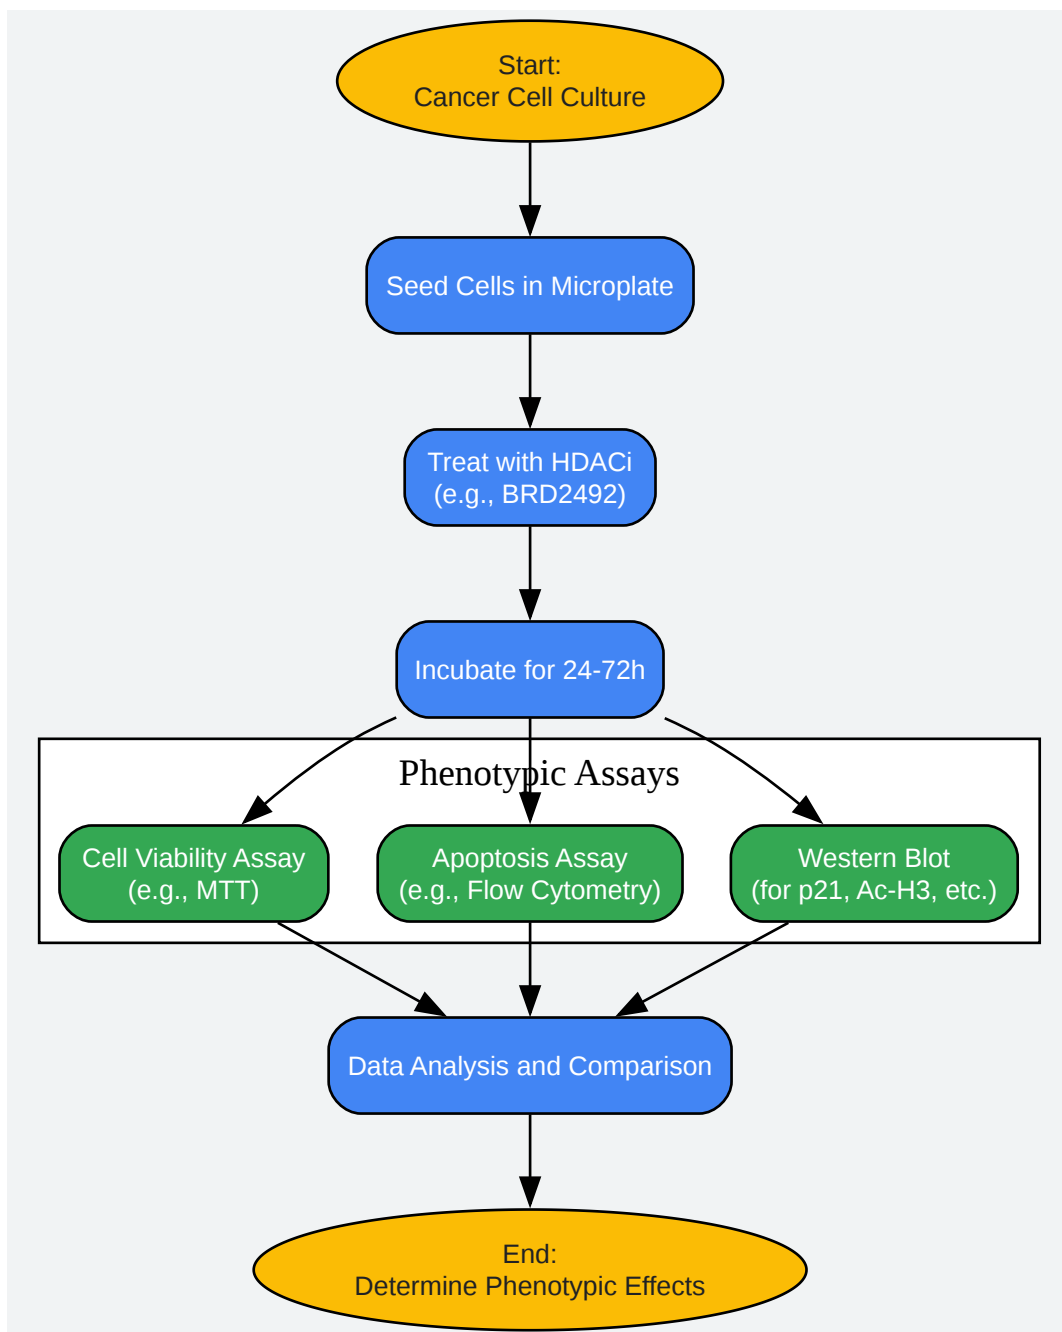 Start:
Cancer Cell Culture
Seed Cells in Microplate
Treat with HDACi
(e.g., BRD2492)
Incubate for 24-72h
Phenotypic Assays
Cell Viability Assay
(e.g., MTT)
Apoptosis Assay
(e.g., Flow Cytometry)
Western Blot
(for p21, Ac-H3, etc.)
Data Analysis and Comparison
End:
Determine Phenotypic Effects